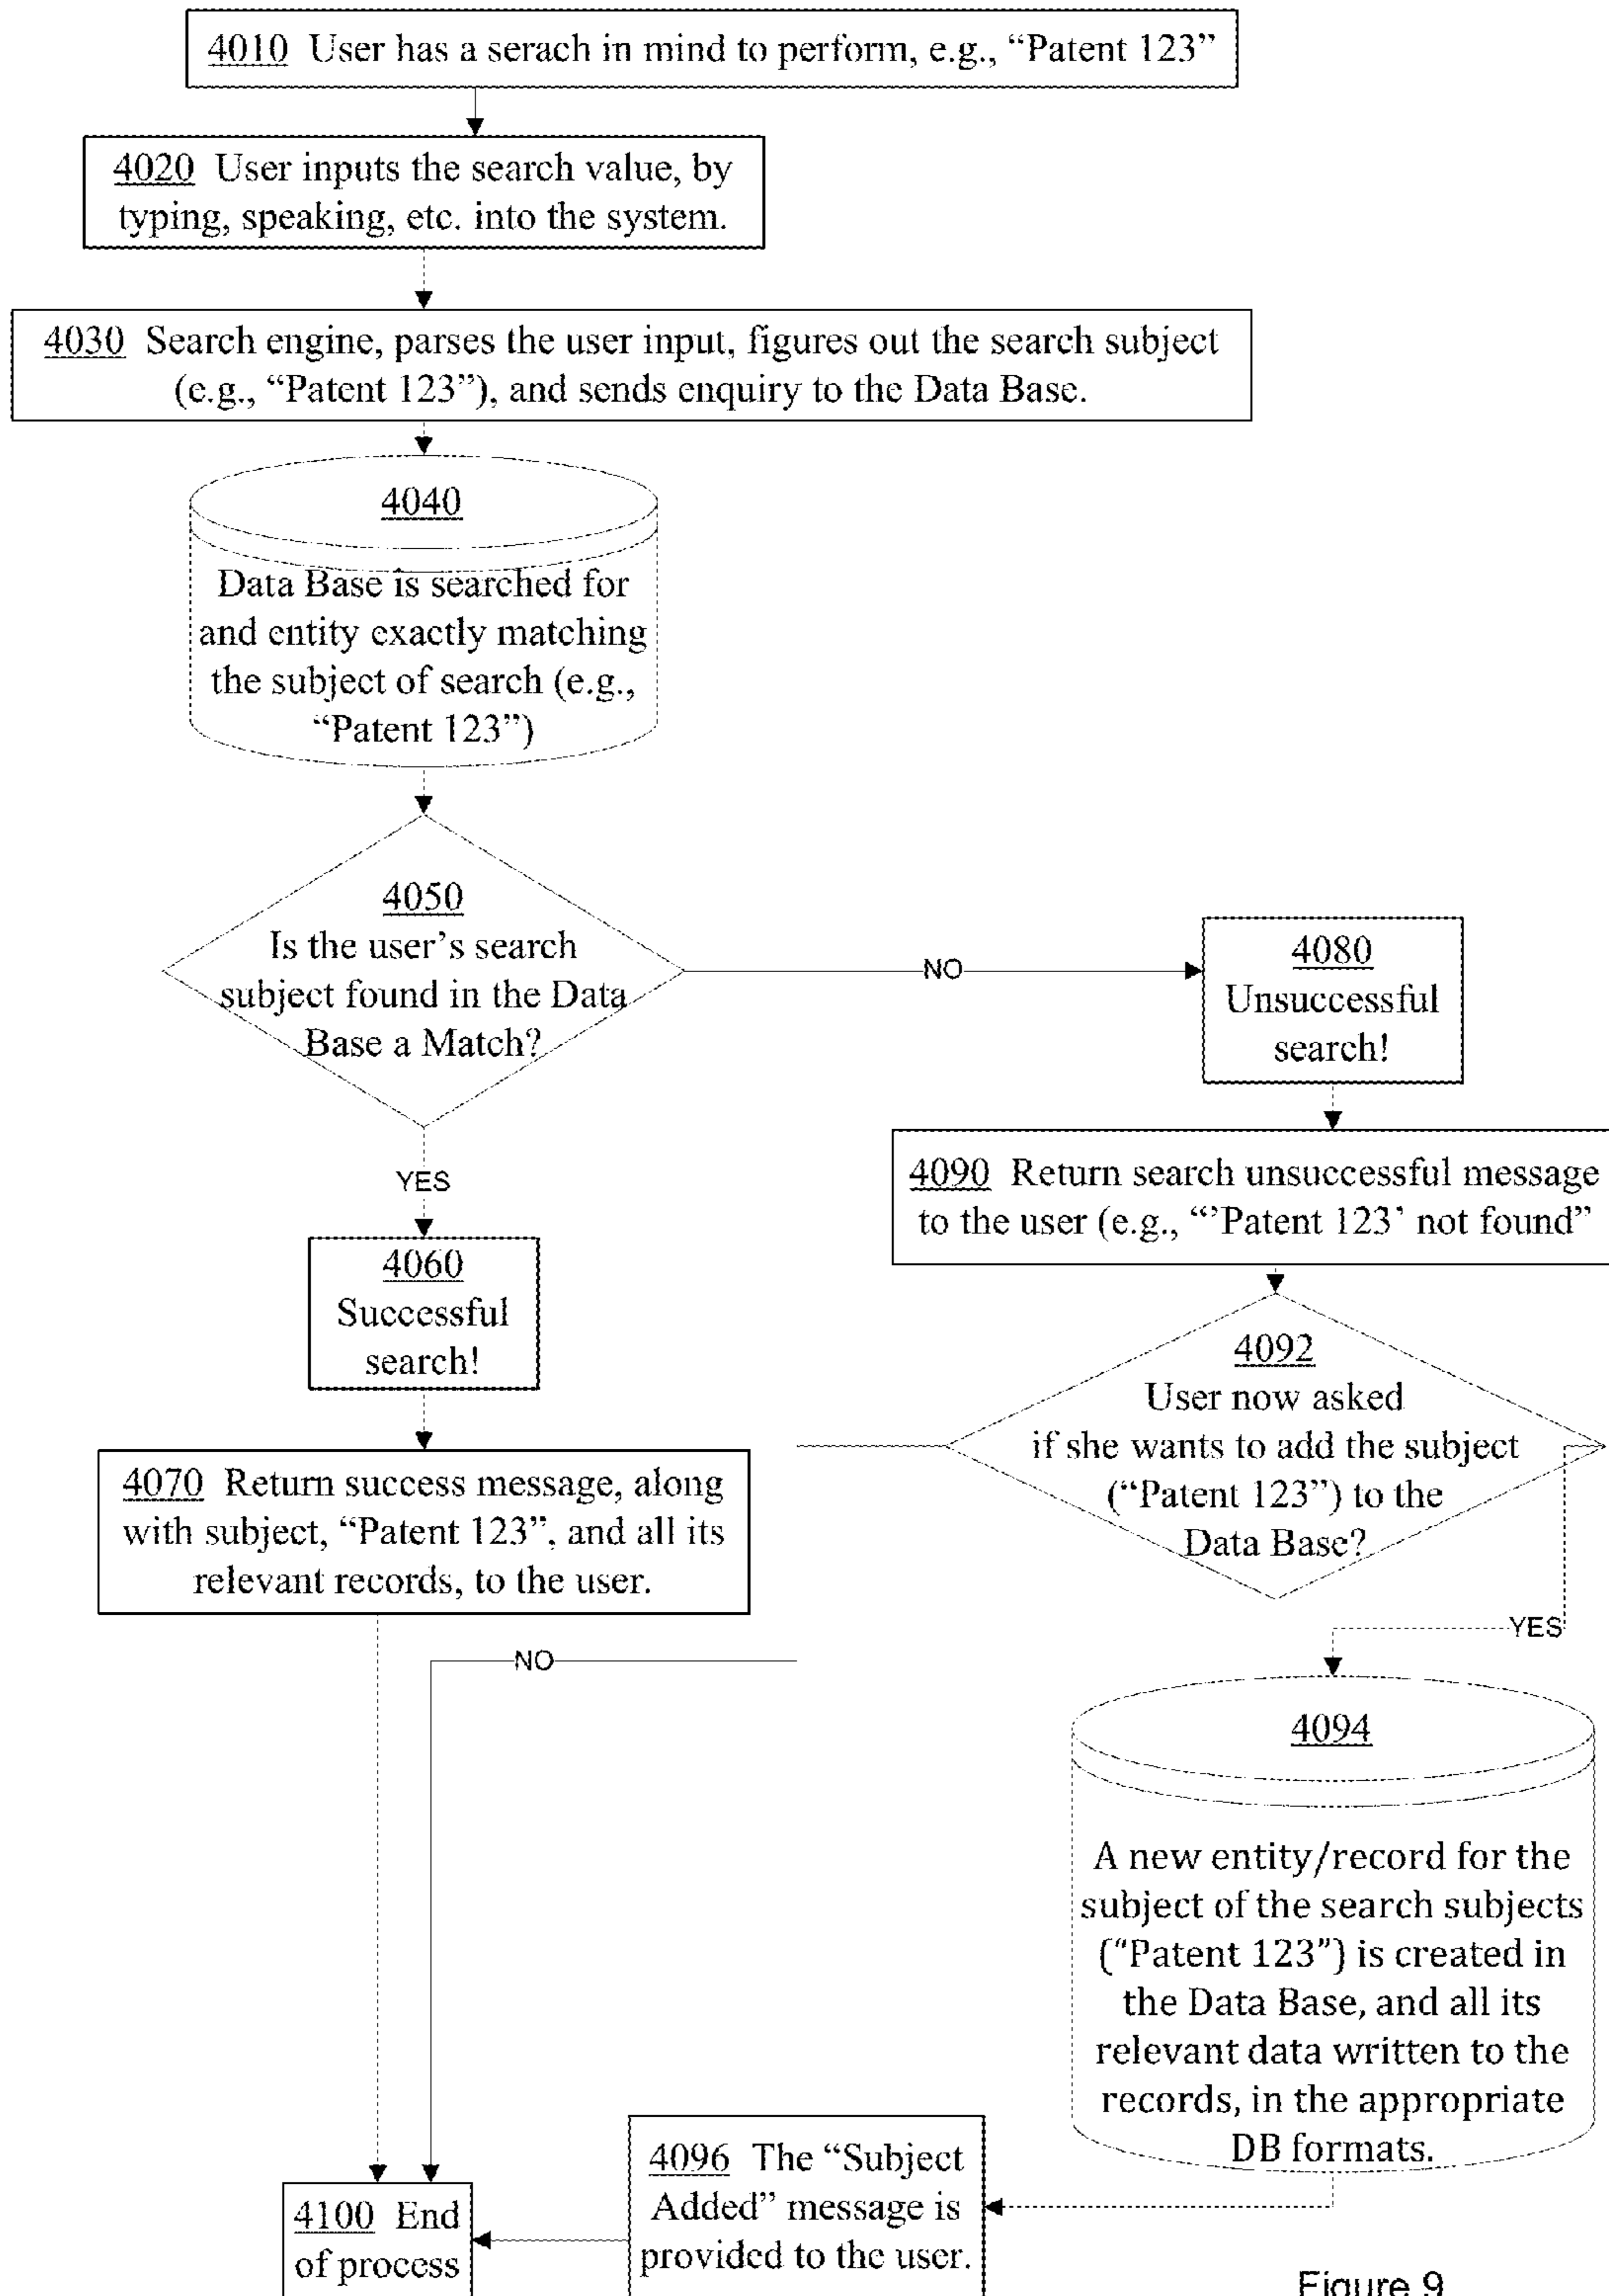 4010 User has a serach in mind to perform, e.g., “Patent 123”
4020 User inputs the search value, by
typing, speaking, etc. into the system.
4030 Search engine, parses the user input, figures out the search subject
(e.g., “Patent 123”), and sends enquiry to the Data Base.
4040
Data Base is searched for
and entity exactly matching
the subject of search (e.g.,
“Patent 123”)
4050
Is the user’s search
subject found in the Data
Base a Match?
NO
4080
Unsuccessful
search!
YES
4090 Return search unsuccessful message
to the user (e.g., “’Patent 123’ not found”
4060
Successful
search!
4092
User now asked
if she wants to add the subject
(“Patent 123”) to the
Data Base?
4070 Return success message, along
with subject, “Patent 123”, and all its
relevant records, to the user.
YES
NO
4094
A new entity/record for the
subject of the search subjects
(“Patent 123”) is created in
the Data Base, and all its
relevant data written to the
records, in the appropriate
DB formats.
4096 The “Subject
Added” message is
provided to the user.
4100 End
of process
Figure 9